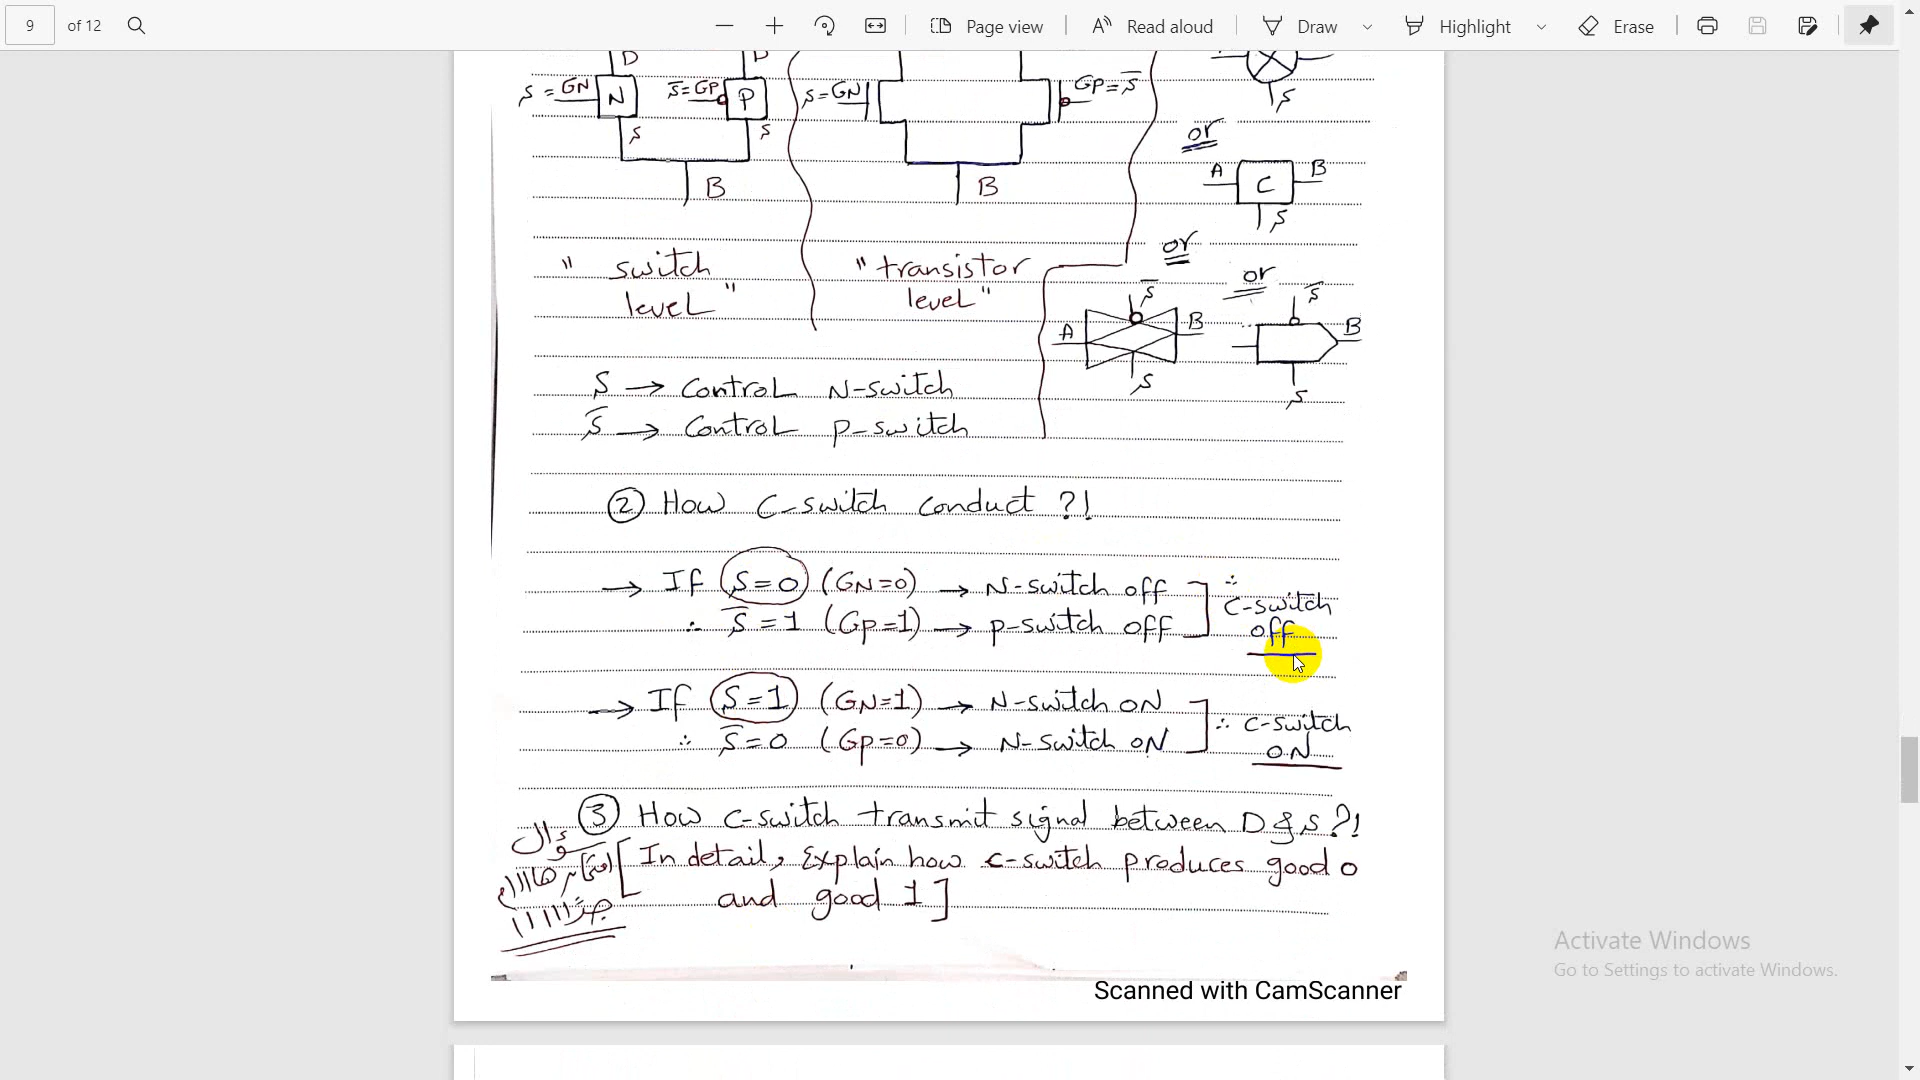 9 of 12 Page view Read aloud Draw Highlight Erase
D
S = GN N S̅=GP P S=GN GP=S̅ S
S S or
B B A C B
S
or
" switch level " " transistor level " S̅ or S̅
A B B
S S
S → Control N-switch
S̅ → Control P-switch
② How C-switch conduct ?!
→ If S=0 (GN=0) → N-switch off ∴ C-switch off
∴ S̅ = 1 (Gp=1) → p-switch off
→ If S=1 (GN=1) → N-switch ON ∴ C-switch ON
∴ S̅=0 (Gp=0) → N-switch ON
③ How C-switch transmit signal between D & S ?!
[In detail, Explain how C-switch produces good 0
and good 1]
Scanned with CamScanner
Activate Windows
Go to Settings to activate Windows.